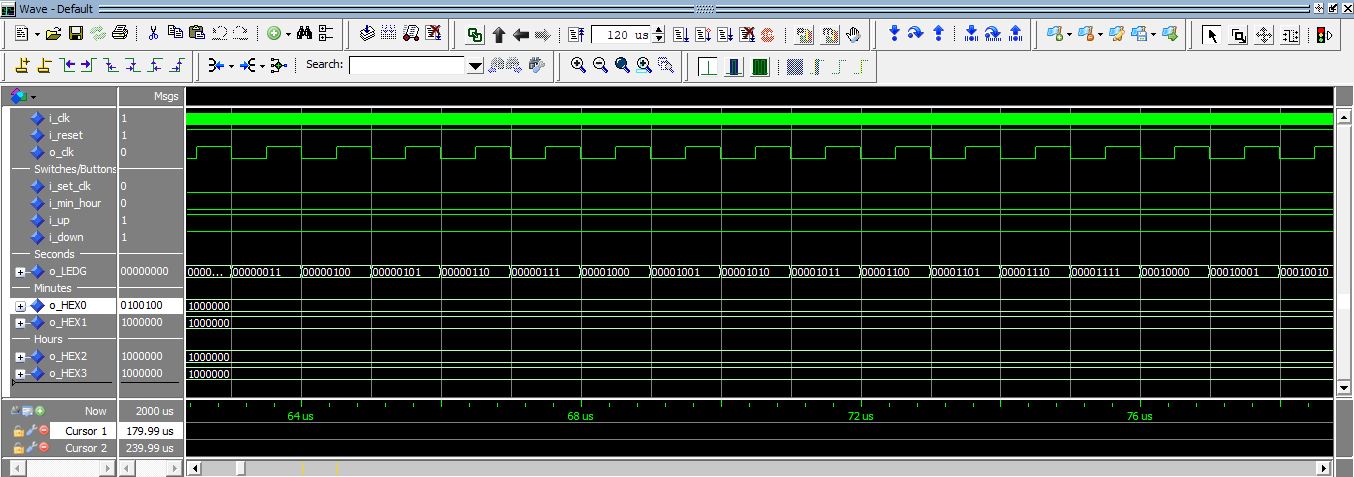 Wave - Default
120 us
Search:
Msgs
i_clk 1
i_reset 1
o_clk 0
Switches/Buttons
i_set_clk 0
i_min_hour 0
i_up 1
i_down 1
Seconds
o_LEDG 00000000 0000... 00000011 00000100 00000101 00000110 00000111 00001000 00001001 00001010 00001011 00001100 00001101 00001110 00001111 00010000 00010001 00010010
Minutes
o_HEX0 0100100 1000000
o_HEX1 1000000 1000000
Hours
o_HEX2 1000000 1000000
o_HEX3 1000000 1000000
Now 2000 us 64 us 68 us 72 us 76 us
Cursor 1 179.99 us
Cursor 2 239.99 us